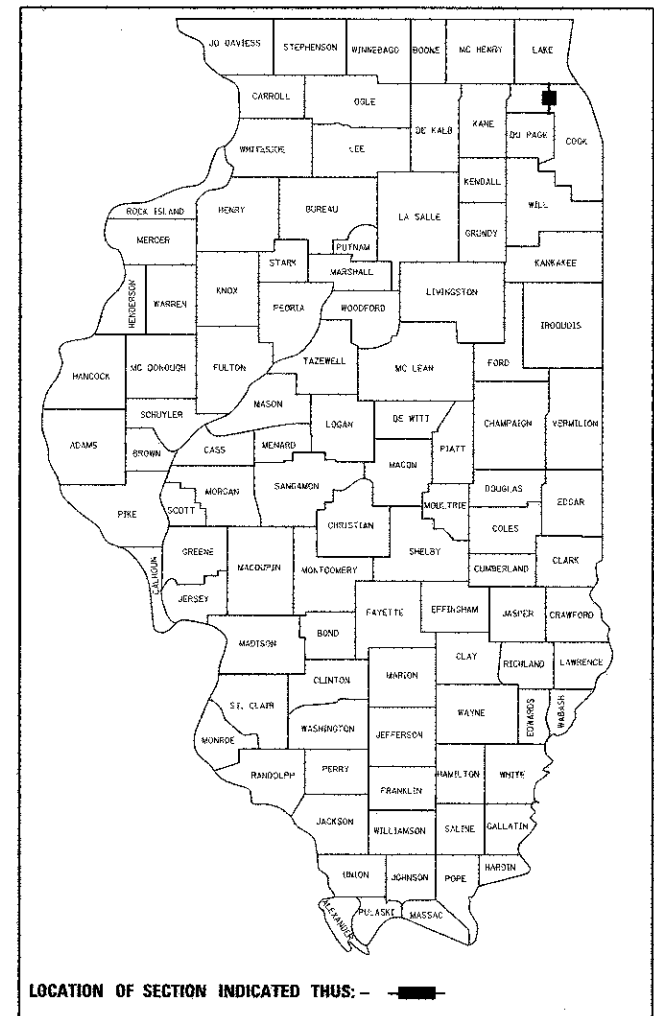 JO DAVIESS STEPHENSON WINNEBAGO BOONE MC HENRY LAKE
CARROLL OGLE DE KALB KANE DU PAGE COOK
WHITESIDE LEE
KENDALL WILL
ROCK ISLAND HENRY BUREAU LA SALLE GRUNDY
MERCER PUTNAM KANKAKEE
STARK MARSHALL
HENDERSON WARREN KNOX PEORIA WOODFORD LIVINGSTON IROQUOIS
HANCOCK MC DONOUGH FULTON TAZEWELL MC LEAN FORD
SCHUYLER MASON LOGAN DE WITT CHAMPAIGN VERMILION
ADAMS BROWN CASS MENARD PIATT
MACON
PIKE SCOTT MORGAN SANGAMON MOULTRIE DOUGLAS EDGAR
CHRISTIAN COLES
CALHOUN GREENE MACOUPIN MONTGOMERY SHELBY CUMBERLAND CLARK
JERSEY FAYETTE EFFINGHAM JASPER CRAWFORD
MADISON BOND
CLAY RICHLAND LAWRENCE
CLINTON MARION
ST. CLAIR WAYNE EDWARDS WABASH
MONROE WASHINGTON JEFFERSON
RANDOLPH PERRY HAMILTON WHITE
FRANKLIN
JACKSON WILLIAMSON SALINE GALLATIN
UNION JOHNSON POPE HARDIN
ALEXANDER PULASKI MASSAC
LOCATION OF SECTION INDICATED THUS: –